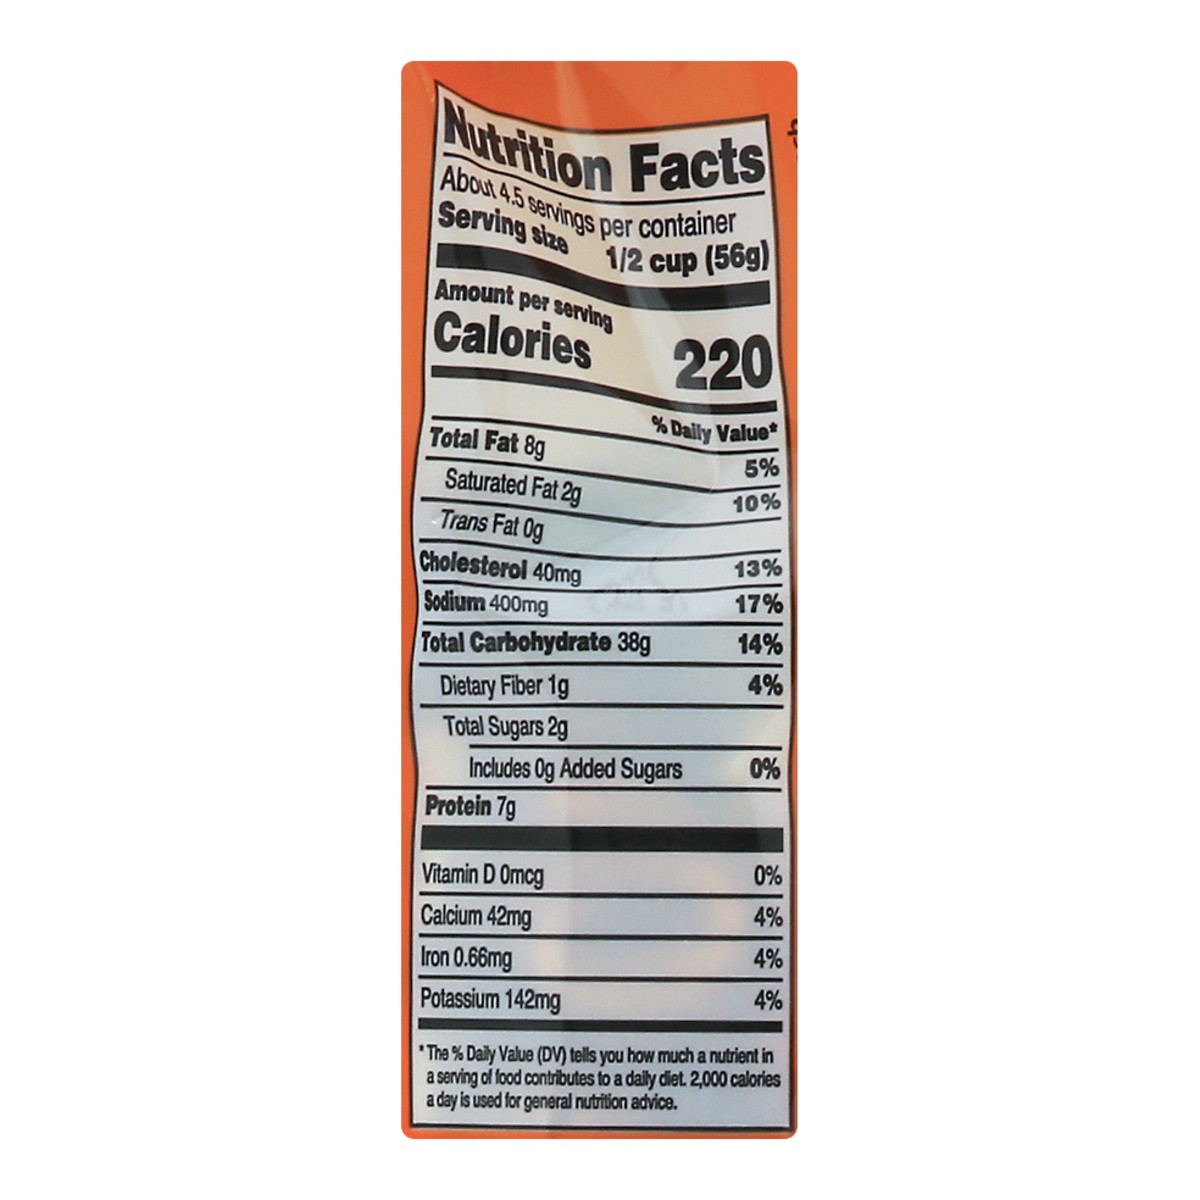 Nutrition Facts
About 4.5 servings per container
Serving size 1/2 cup (56g)
Amount per serving
Calories 220
% Daily Value*
Total Fat 8g 5%
Saturated Fat 2g 10%
Trans Fat 0g
Cholesterol 40mg 13%
Sodium 400mg 17%
Total Carbohydrate 38g 14%
Dietary Fiber 1g 4%
Total Sugars 2g
Includes 0g Added Sugars 0%
Protein 7g
Vitamin D 0mcg 0%
Calcium 42mg 4%
Iron 0.66mg 4%
Potassium 142mg 4%
* The % Daily Value (DV) tells you how much a nutrient in
a serving of food contributes to a daily diet. 2,000 calories
a day is used for general nutrition advice.